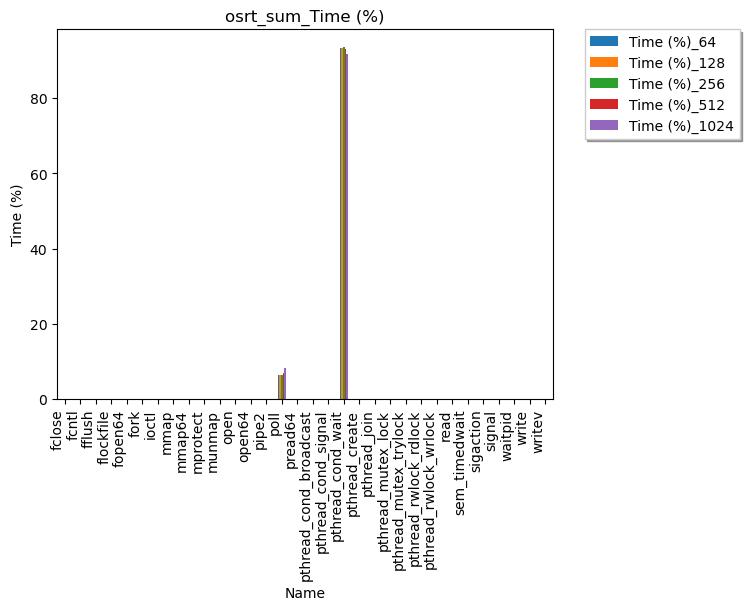 osrt_sum_Time (%)
Time (%)_64
Time (%)_128
Time (%)_256
Time (%)_512
Time (%)_1024
Time (%)
80
60
40
20
0
fclose
fcntl
fflush
flockfile
fopen64
fork
ioctl
mmap
mmap64
mprotect
munmap
open
open64
pipe2
poll
pread64
pthread_cond_broadcast
pthread_cond_signal
pthread_cond_wait
pthread_create
pthread_join
pthread_mutex_lock
pthread_mutex_trylock
pthread_rwlock_rdlock
pthread_rwlock_wrlock
read
sem_timedwait
sigaction
signal
waitpid
write
writev
Name